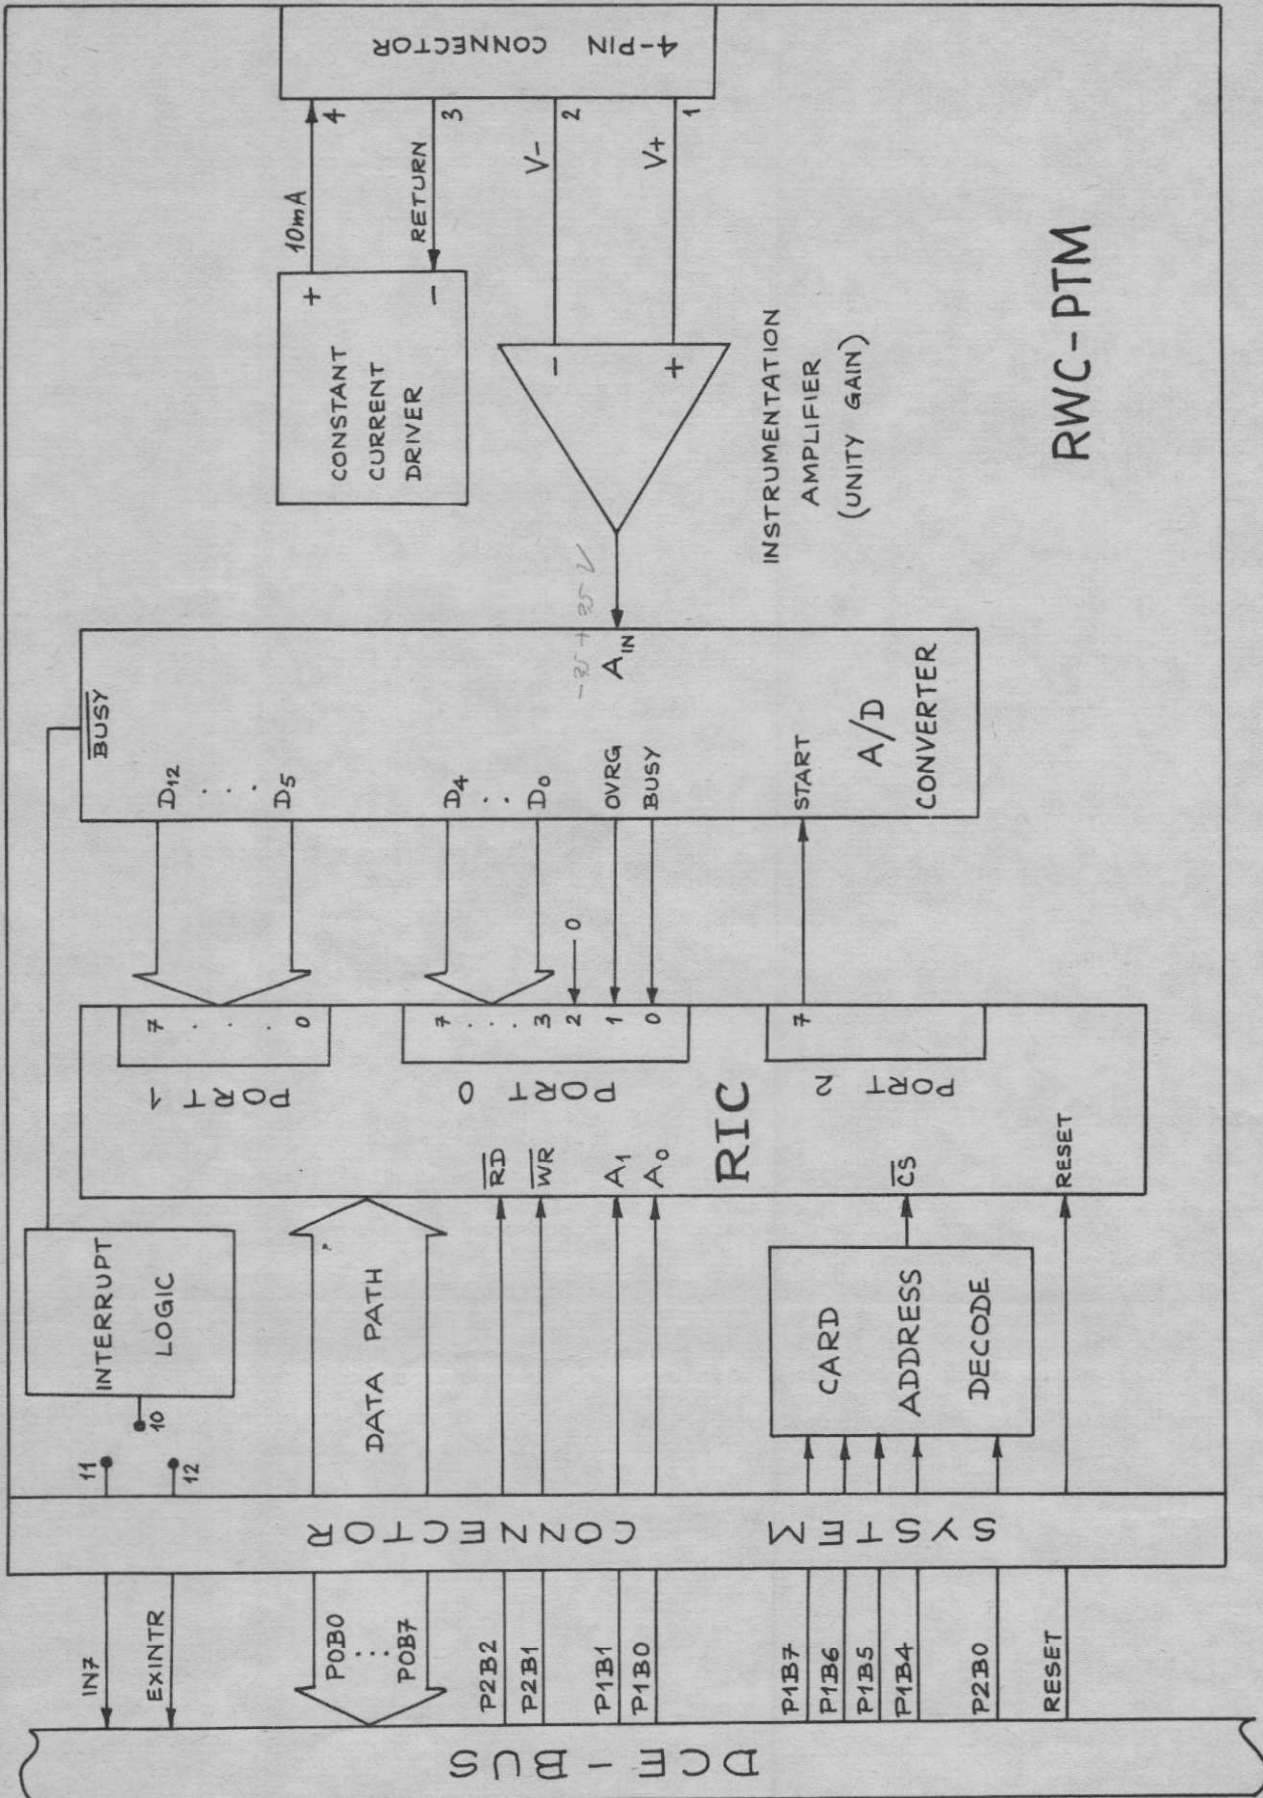 4-PIN CONNECTOR
4
3
2
1
10mA
RETURN
V-
V+
+
-
CONSTANT
CURRENT
DRIVER
-
+
INSTRUMENTATION
AMPLIFIER
(UNITY GAIN)
RWC-PTM
BUSY
D12
. . .
D5
D4
. .
D0
OVRG
BUSY
START
AIN
A/D
CONVERTER
0
7
. . .
0
PORT 1
7
. . .
3
2
1
0
PORT 0
7
PORT 2
RIC
RD
WR
A1
A0
CS
RESET
INTERRUPT
LOGIC
10
11
12
DATA PATH
CARD
ADDRESS
DECODE
SYSTEM CONNECTOR
IN7
EXINTR
P0B0
. . .
P0B7
P2B2
P2B1
P1B1
P1B0
P1B7
P1B6
P1B5
P1B4
P2B0
RESET
DCE-BUS